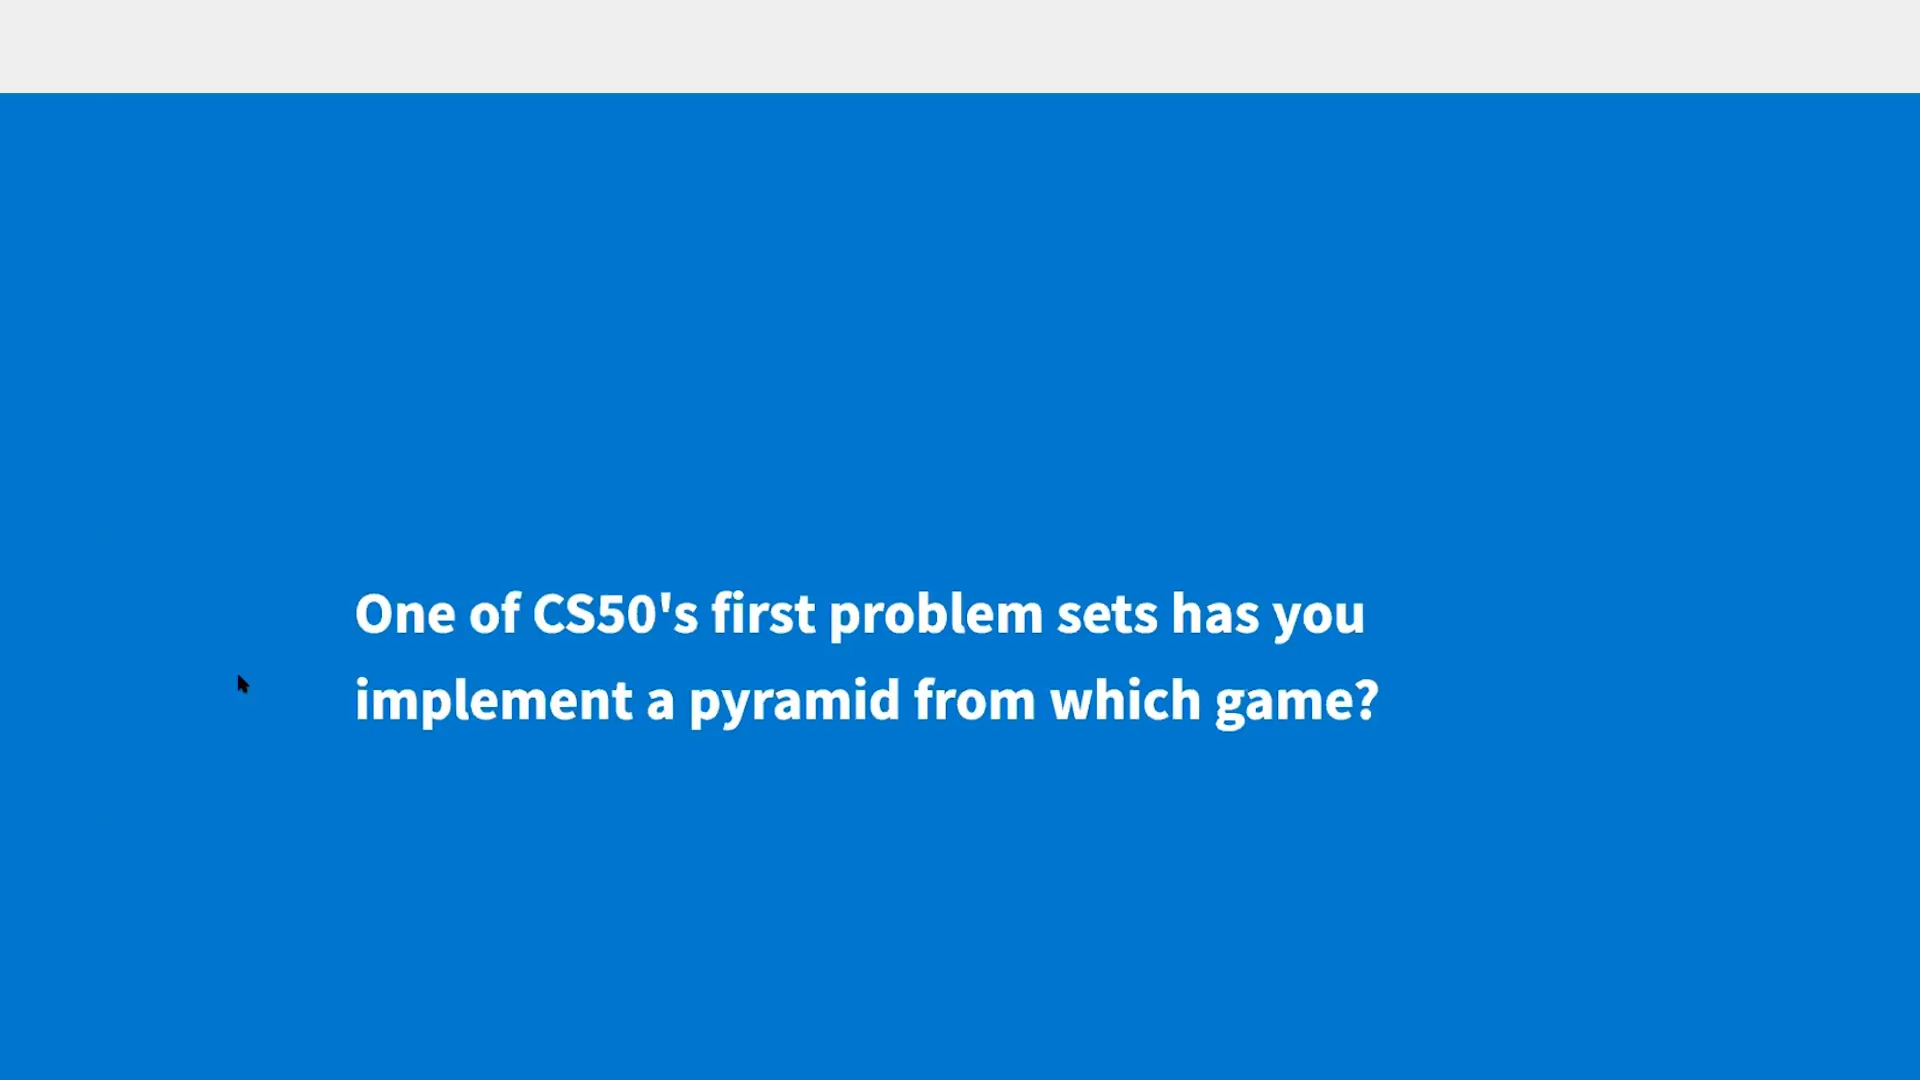 One of CS50's first problem sets has you
implement a pyramid from which game?